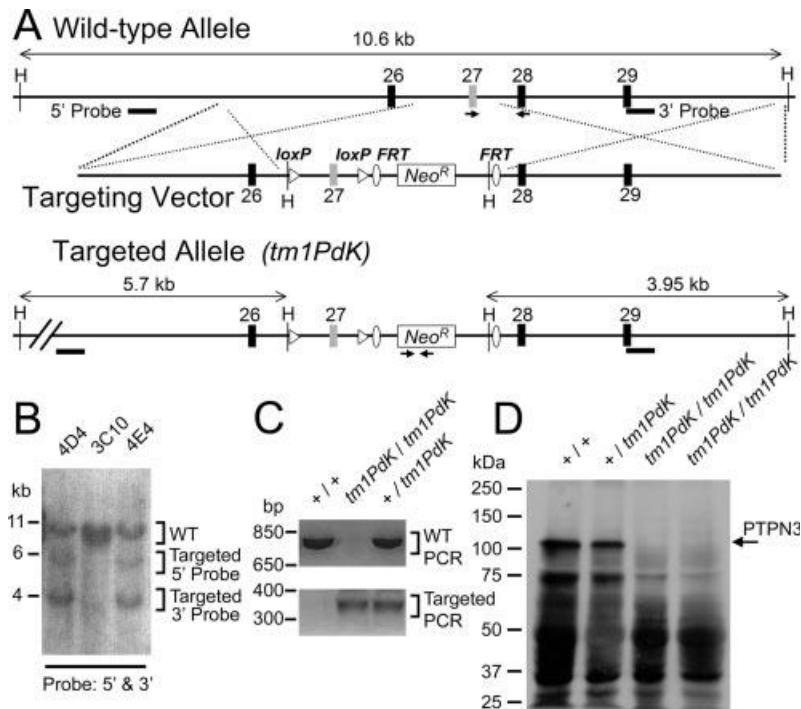 A Wild-type Allele
10.6 kb
H 26 27 28 29 H
5' Probe
3' Probe
loxP loxP FRT FRT
Neo^R
Targeting Vector 26 H 27 H 28 29
Targeted Allele (tm1PdK)
5.7 kb 3.95 kb
H 26 H 27 H 28 29 H
Neo^R
B
4D4 3C10 4E4
kb
11
6
4
WT
Targeted
5' Probe
Targeted
3' Probe
Probe: 5' & 3'
C
+/+ tm1PdK/tm1PdK +/tm1PdK
bp
850
650
WT
PCR
400
300
Targeted
PCR
D
+/+ +/tm1PdK tm1PdK/tm1PdK tm1PdK/tm1PdK
kDa
250
150
100
75
50
37
25
PTPN3